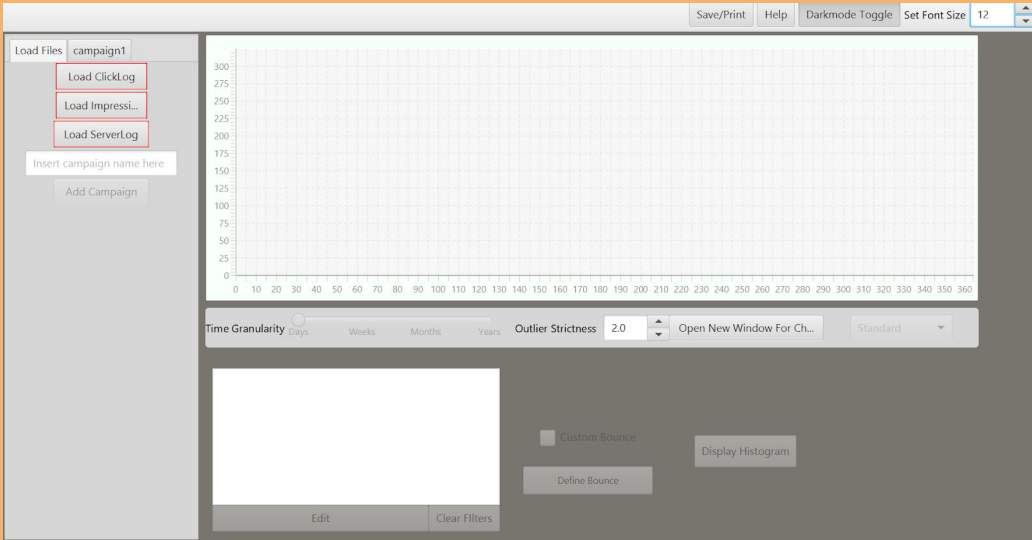 Save/Print Help Darkmode Toggle Set Font Size 12
Load Files campaign1
Load ClickLog
Load Impressi...
Load ServerLog
Insert campaign name here
Add Campaign
300
275
250
225
200
175
150
125
100
75
50
25
0
0 10 20 30 40 50 60 70 80 90 100 110 120 130 140 150 160 170 180 190 200 210 220 230 240 250 260 270 280 290 300 310 320 330 340 350 360
Time Granularity Days Weeks Months Years Outlier Strictness 2.0 Open New Window For Ch... Standard
Custom Bounce
Display Histogram
Define Bounce
Edit Clear FIlters